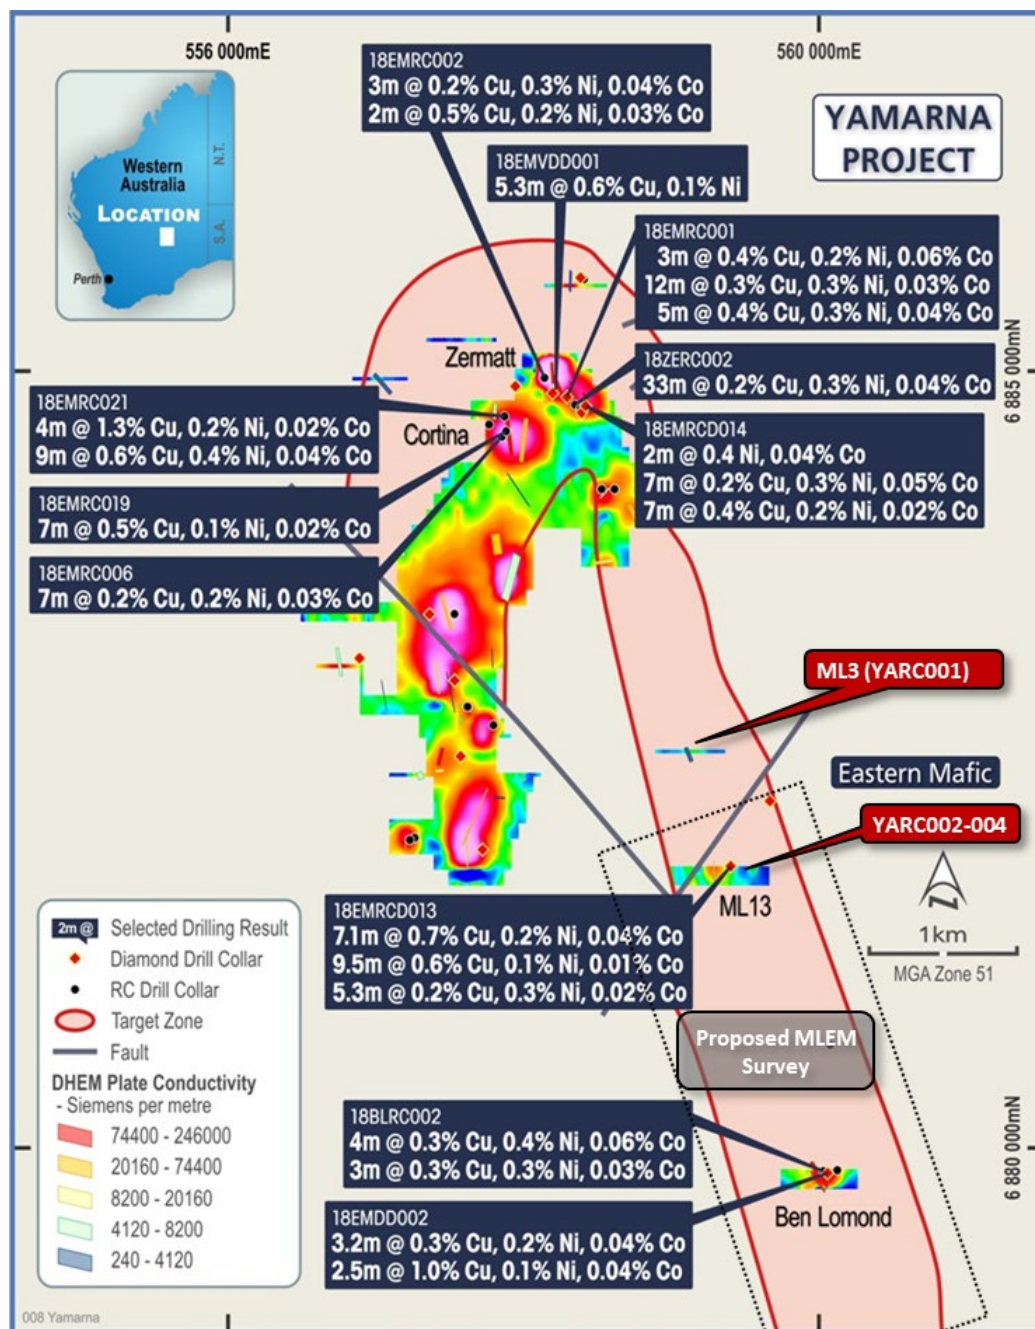 556 000mE
560 000mE
YAMARNA
PROJECT
Western
Australia
LOCATION
Perth
N.T.
S.A.
18EMRC002
3m @ 0.2% Cu, 0.3% Ni, 0.04% Co
2m @ 0.5% Cu, 0.2% Ni, 0.03% Co
18EMVDD001
5.3m @ 0.6% Cu, 0.1% Ni
18EMRC001
3m @ 0.4% Cu, 0.2% Ni, 0.06% Co
12m @ 0.3% Cu, 0.3% Ni, 0.03% Co
5m @ 0.4% Cu, 0.3% Ni, 0.04% Co
Zermatt
18ZERC002
33m @ 0.2% Cu, 0.3% Ni, 0.04% Co
6 885 000mN
18EMRC021
4m @ 1.3% Cu, 0.2% Ni, 0.02% Co
9m @ 0.6% Cu, 0.4% Ni, 0.04% Co
Cortina
18EMRCD014
2m @ 0.4 Ni, 0.04% Co
7m @ 0.2% Cu, 0.3% Ni, 0.05% Co
7m @ 0.4% Cu, 0.2% Ni, 0.02% Co
18EMRC019
7m @ 0.5% Cu, 0.1% Ni, 0.02% Co
18EMRC006
7m @ 0.2% Cu, 0.2% Ni, 0.03% Co
ML3 (YARC001)
Eastern Mafic
YARC002-004
ML13
N
1km
MGA Zone 51
18EMRCD013
7.1m @ 0.7% Cu, 0.2% Ni, 0.04% Co
9.5m @ 0.6% Cu, 0.1% Ni, 0.01% Co
5.3m @ 0.2% Cu, 0.3% Ni, 0.02% Co
Proposed MLEM
Survey
18BLRC002
4m @ 0.3% Cu, 0.4% Ni, 0.06% Co
3m @ 0.3% Cu, 0.3% Ni, 0.03% Co
6 880 000mN
Ben Lomond
18EMDD002
3.2m @ 0.3% Cu, 0.2% Ni, 0.04% Co
2.5m @ 1.0% Cu, 0.1% Ni, 0.04% Co
2m @ Selected Drilling Result
Diamond Drill Collar
RC Drill Collar
Target Zone
Fault
DHEM Plate Conductivity
- Siemens per metre
74400 - 246000
20160 - 74400
8200 - 20160
4120 - 8200
240 - 4120
008 Yamarna